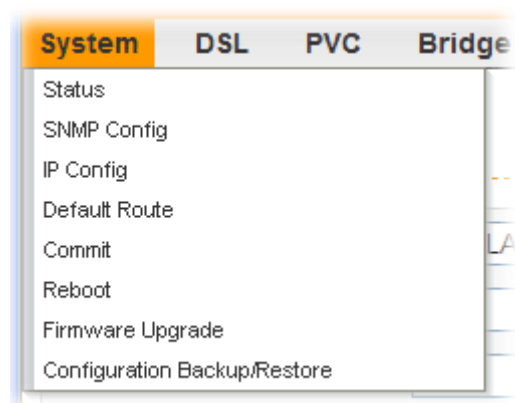 System DSL PVC Bridge
Status
SNMP Config
IP Config
Default Route
Commit
Reboot
Firmware Upgrade
Configuration Backup/Restore